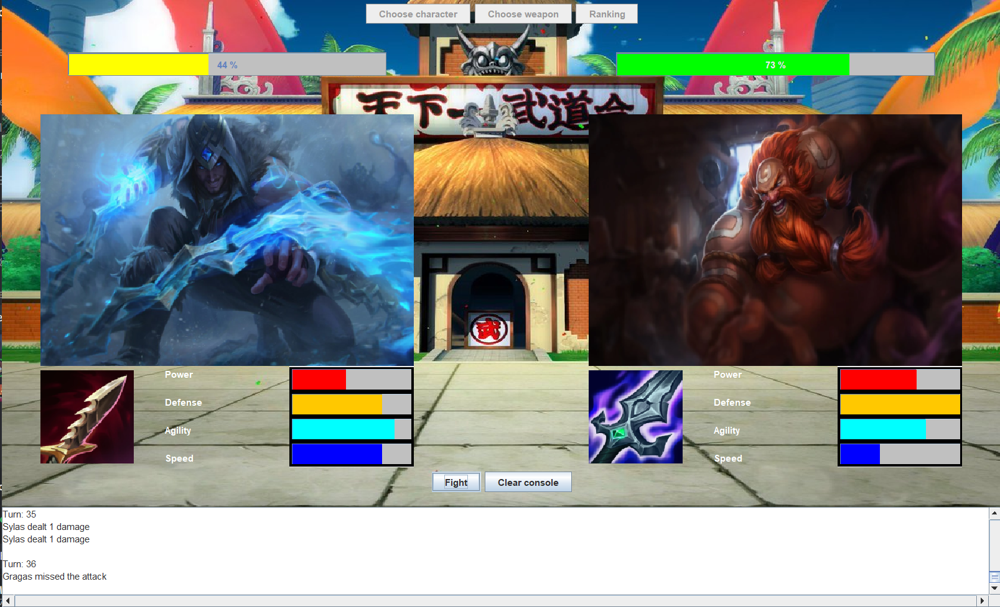 Choose character
Choose weapon
Ranking
44 %
73 %
天下一武道会
武
Power
Defense
Agility
Speed
Power
Defense
Agility
Speed
Fight
Clear console
Turn: 35
Sylas dealt 1 damage
Sylas dealt 1 damage
Turn: 36
Gragas missed the attack